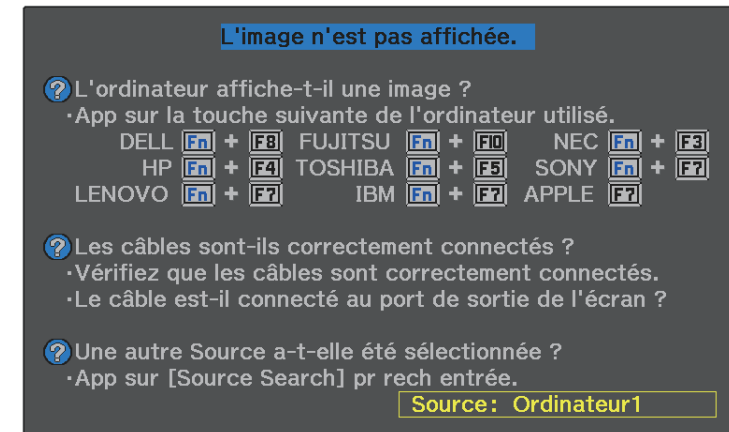 L'image n'est pas affichée.
? L'ordinateur affiche-t-il une image ?
·App sur la touche suivante de l'ordinateur utilisé.
DELL Fn + F8 FUJITSU Fn + F10 NEC Fn + F3
HP Fn + F4 TOSHIBA Fn + F5 SONY Fn + F7
LENOVO Fn + F7 IBM Fn + F7 APPLE F7
? Les câbles sont-ils correctement connectés ?
·Vérifiez que les câbles sont correctement connectés.
·Le câble est-il connecté au port de sortie de l'écran ?
? Une autre Source a-t-elle été sélectionnée ?
·App sur [Source Search] pr rech entrée.
Source: Ordinateur1